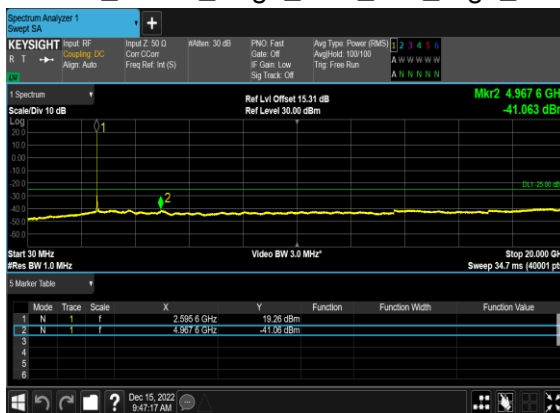 Spectrum Analyzer 1
Swept SA
KEYSIGHT
R T
LU
Input: RF
Coupling: DC
Align: Auto
Input Z: 50 Ω
Corr CCorr
Freq Ref: Int (S)
#Atten: 30 dB
PNO: Fast
Gate: Off
IF Gain: Low
Sig Track: Off
Avg Type: Power (RMS)
Avg|Hold: 100/100
Trig: Free Run
1 2 3 4 5 6
A W W W W W
A N N N N N
1 Spectrum
Scale/Div 10 dB
Ref Lvl Offset 15.31 dB
Ref Level 30.00 dBm
Mkr2 4.967 6 GH
-41.063 dBr
Log
20.0
10.0
0.00
-10.0
-20.0
-30.0
-40.0
-50.0
-60.0
1
2
DL1 -25.00 dB
Start 30 MHz
#Res BW 1.0 MHz
Video BW 3.0 MHz*
Stop 20.000 GH
Sweep 34.7 ms (40001 pt
5 Marker Table
Mode Trace Scale X Y Function Function Width Function Value
1 N 1 f 2.595 6 GHz 19.26 dBm
2 N 1 f 4.967 6 GHz -41.06 dBm
3
4
5
6
?
Dec 15, 2022
9:47:17 AM